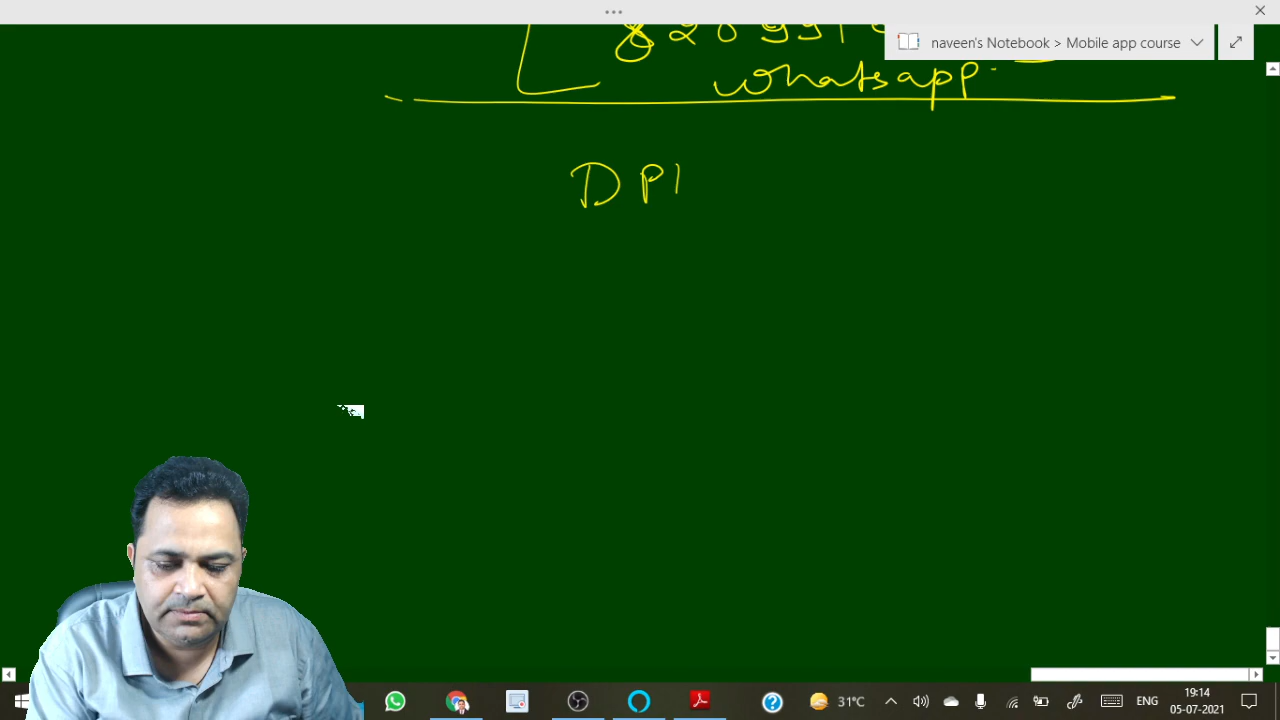 naveen's Notebook > Mobile app course
whatsapp.
DPI
31°C
ENG
19:14
05-07-2021